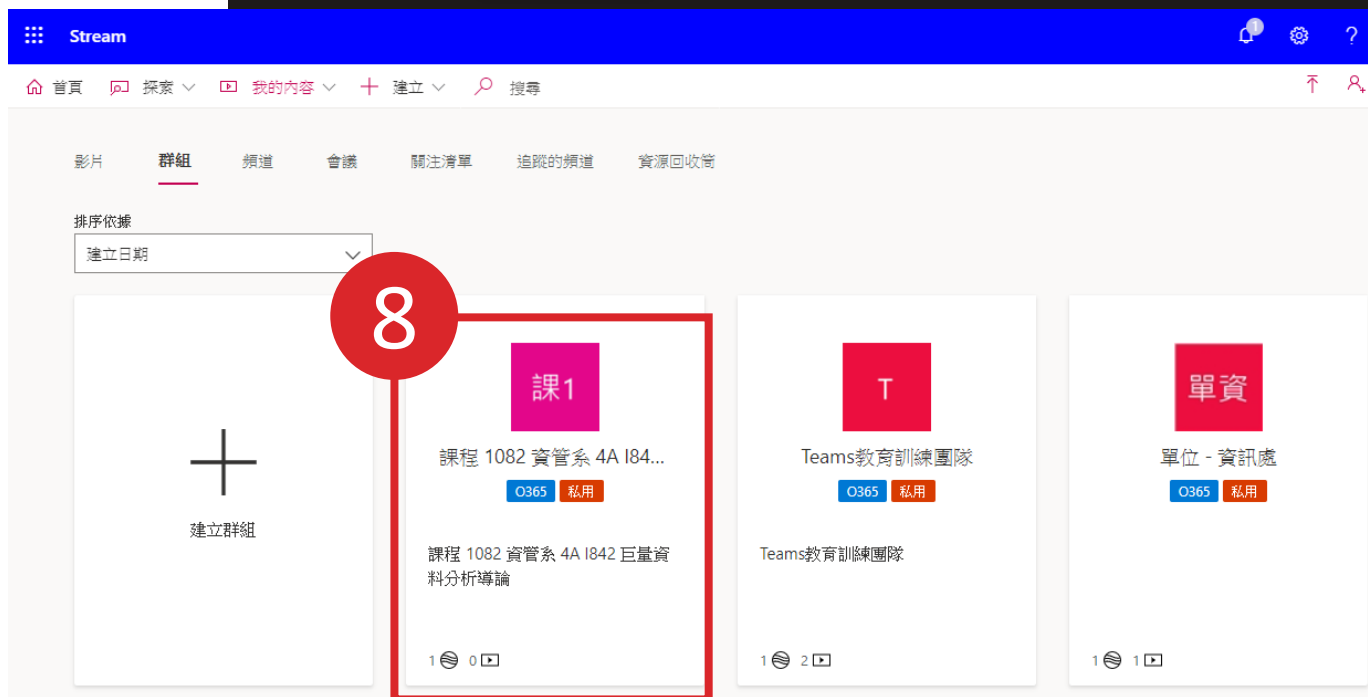 Stream
1
?
首頁 探索 我的內容 建立 搜尋
影片 群組 頻道 會議 關注清單 追蹤的頻道 資源回收筒
排序依據
建立日期
8
課1
T
單資
課程 1082 資管系 4A I84...
Teams教育訓練團隊
單位 - 資訊處
O365 私用
O365 私用
O365 私用
建立群組
課程 1082 資管系 4A I842 巨量資
料分析導論
Teams教育訓練團隊
1 0
1 2
1 1